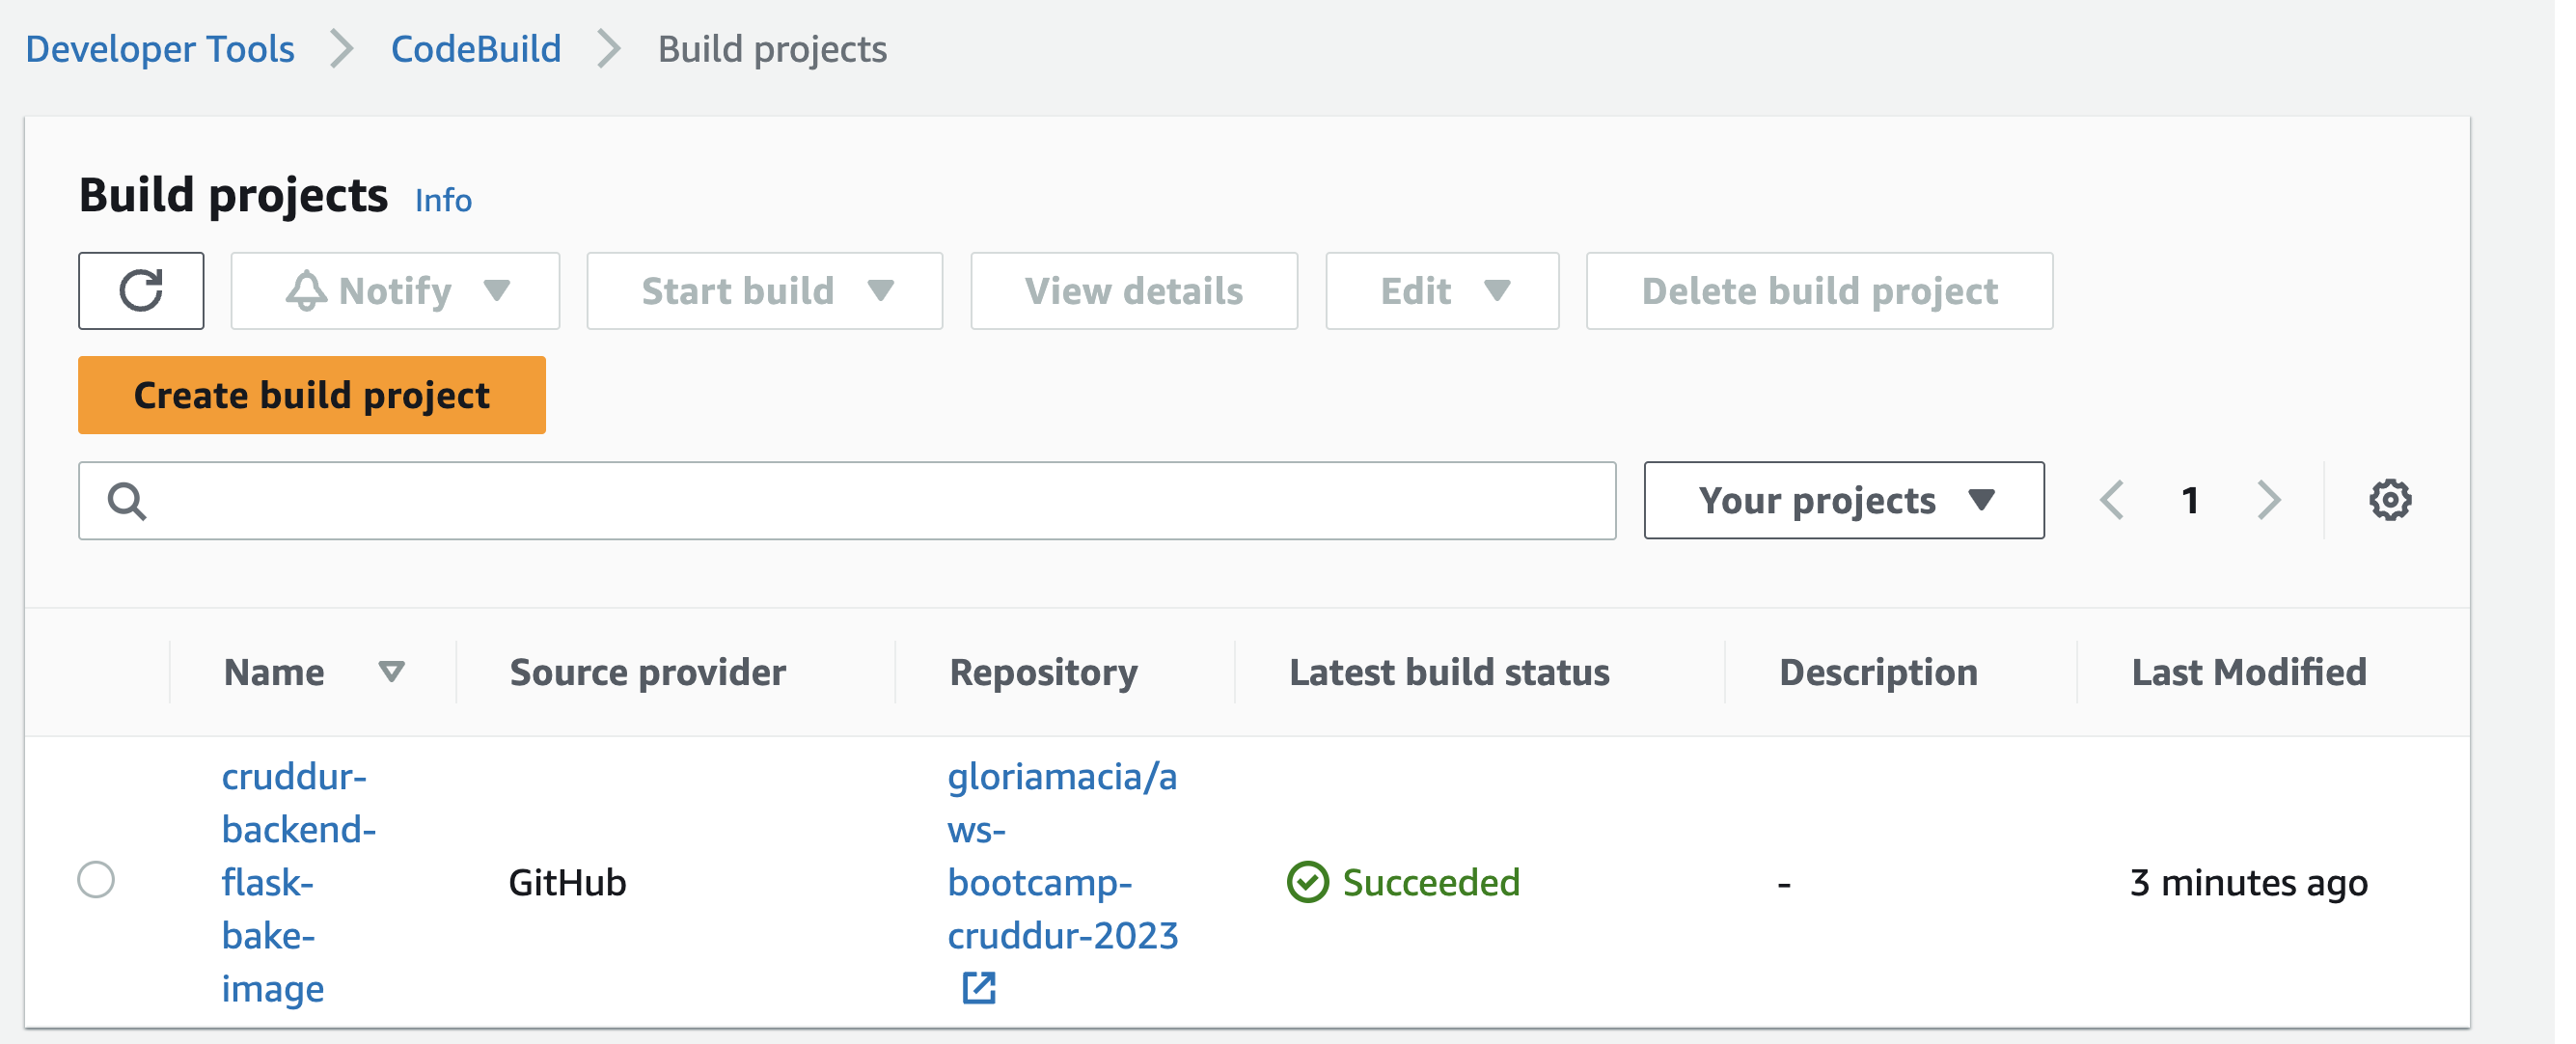 Developer Tools > CodeBuild > Build projects
Build projects Info
Notify Start build View details Edit Delete build project
Create build project
Your projects 1
Name Source provider Repository Latest build status Description Last Modified
cruddur-
backend-
flask-
bake-
image
GitHub
gloriamacia/a
ws-
bootcamp-
cruddur-2023
Succeeded
-
3 minutes ago